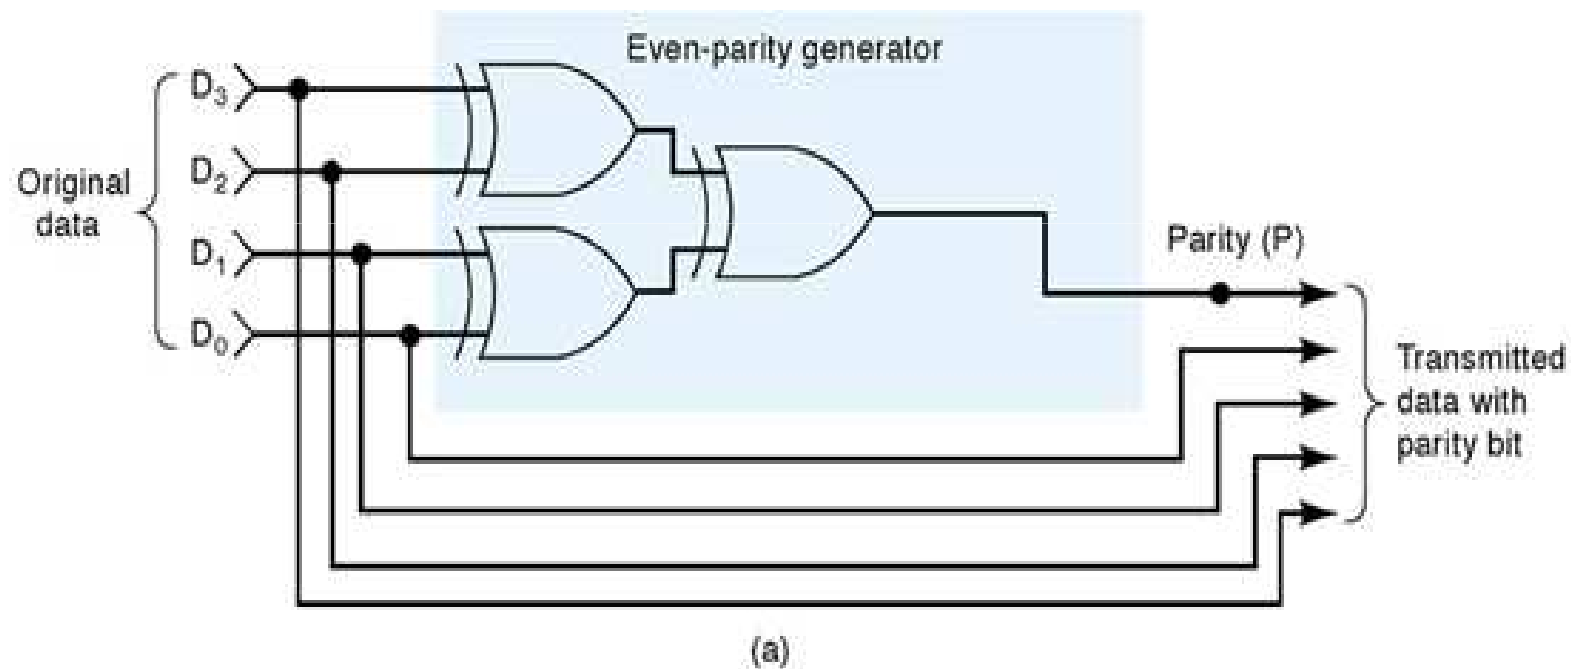 Even-parity generator
D₃
D₂
Original
data
D₁
D₀
Parity (P)
Transmitted
data with
parity bit
(a)